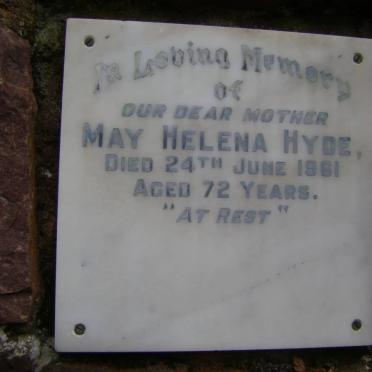 In Loving Memory
of
OUR DEAR MOTHER
MAY HELENA HYDE,
DIED 24TH JUNE 1961
AGED 72 YEARS.
"AT REST"